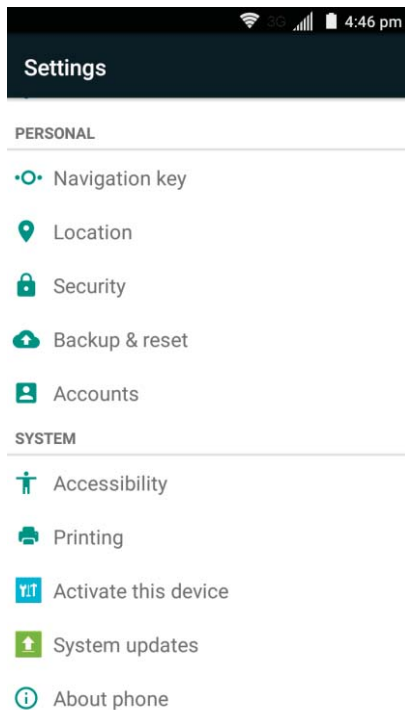 3G 4:46 pm
Settings
PERSONAL
Navigation key
Location
Security
Backup & reset
Accounts
SYSTEM
Accessibility
Printing
Activate this device
System updates
About phone